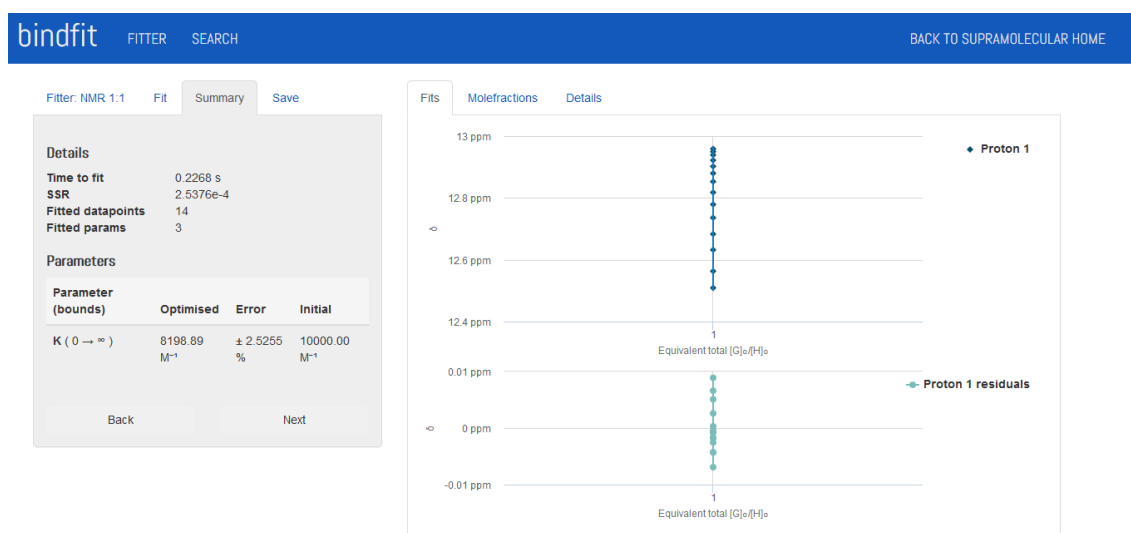 bindfit FITTER SEARCH BACK TO SUPRAMOLECULAR HOME
Fitter: NMR 1:1 Fit Summary Save
Details
Time to fit 0.2268 s
SSR 2.5376e-4
Fitted datapoints 14
Fitted params 3
Parameters
Parameter
(bounds) Optimised Error Initial
K ( 0 → ∞ ) 8198.89 ± 2.5255 10000.00
M⁻¹ % M⁻¹
Back Next
Fits Molefractions Details
13 ppm
Proton 1
12.8 ppm
δ
12.6 ppm
12.4 ppm
1
Equivalent total [G]₀/[H]₀
0.01 ppm
Proton 1 residuals
δ
0 ppm
-0.01 ppm
1
Equivalent total [G]₀/[H]₀